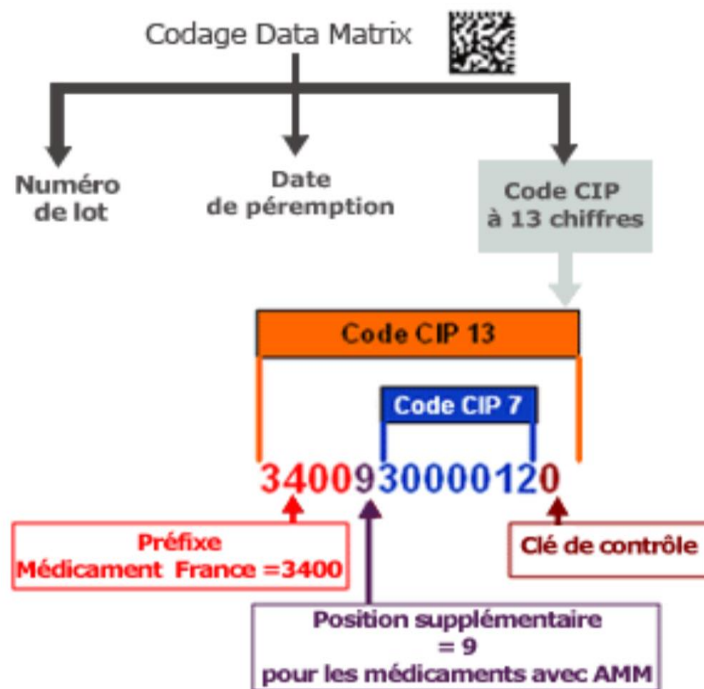 Codage Data Matrix
Numéro
de lot
Date
de péremption
Code CIP
à 13 chiffres
Code CIP 13
Code CIP 7
3400930000120
Préfixe
Médicament France =3400
Clé de contrôle
Position supplémentaire
= 9
pour les médicaments avec AMM